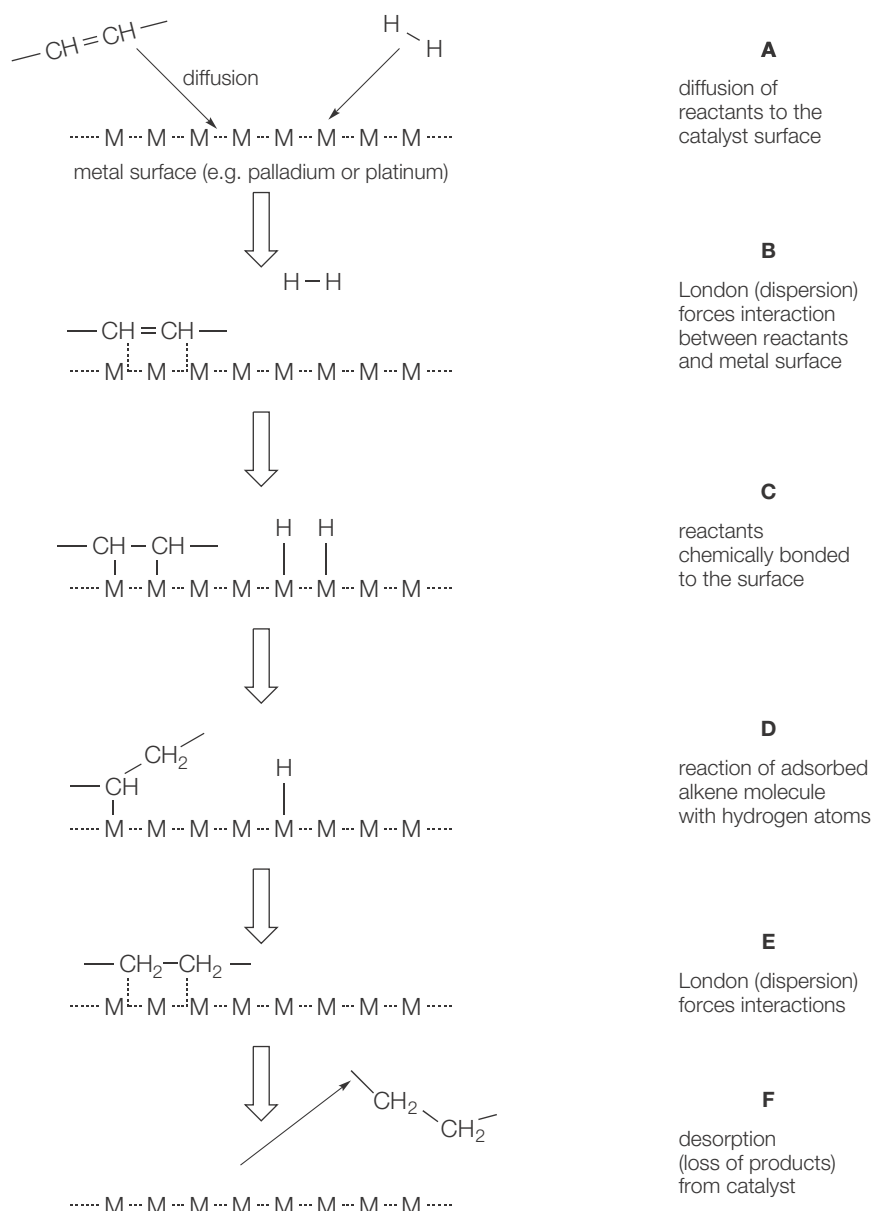 — CH=CH —
H
H
diffusion
M M M M M M M M
metal surface (e.g. palladium or platinum)
A
diffusion of
reactants to the
catalyst surface
H – H
— CH = CH —
M M M M M M M M
B
London (dispersion)
forces interaction
between reactants
and metal surface
H H
— CH – CH —
M M M M M M M M
C
reactants
chemically bonded
to the surface
CH₂
H
— CH
M M M M M M M M
D
reaction of adsorbed
alkene molecule
with hydrogen atoms
— CH₂–CH₂ —
M M M M M M M M
E
London (dispersion)
forces interactions
CH₂
CH₂
M M M M M M M M
F
desorption
(loss of products)
from catalyst